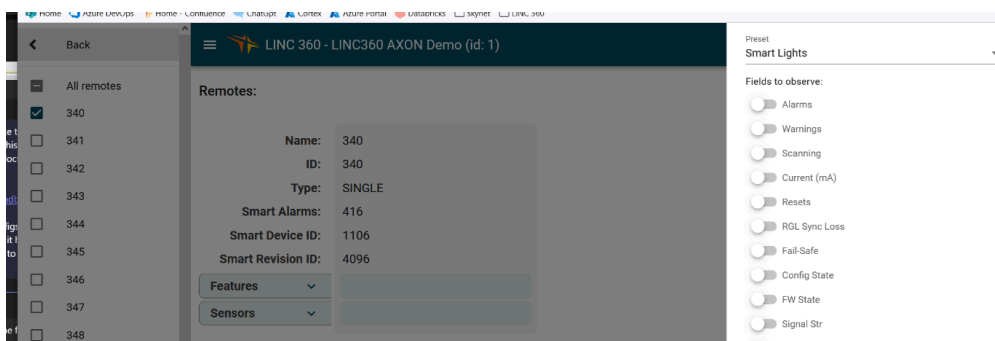 Home Azure DevOps Home - Confluence ChatGpt Cortex Azure Portal Databricks skynet LINC 360
Back
All remotes
340
341
342
343
344
345
346
347
348
LINC 360 - LINC360 AXON Demo (id: 1)
Remotes:
Name: 340
ID: 340
Type: SINGLE
Smart Alarms: 416
Smart Device ID: 1106
Smart Revision ID: 4096
Features
Sensors
Preset
Smart Lights
Fields to observe:
Alarms
Warnings
Scanning
Current (mA)
Resets
RGL Sync Loss
Fail-Safe
Config State
FW State
Signal Str